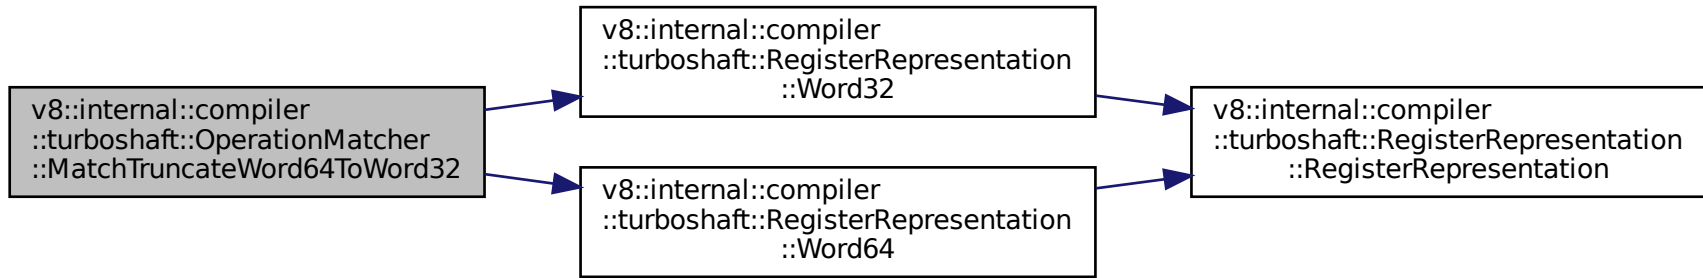 v8::internal::compiler
::turboshaft::OperationMatcher
::MatchTruncateWord64ToWord32
v8::internal::compiler
::turboshaft::RegisterRepresentation
::Word32
v8::internal::compiler
::turboshaft::RegisterRepresentation
::Word64
v8::internal::compiler
::turboshaft::RegisterRepresentation
::RegisterRepresentation